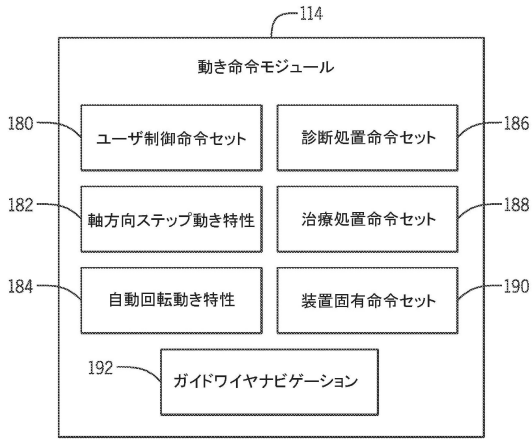 114
動き命令モジュール
180
ユーザ制御命令セット
診断処置命令セット
186
182
軸方向ステップ動き特性
治療処置命令セット
188
184
自動回転動き特性
装置固有命令セット
190
192
ガイドワイヤナビゲーション